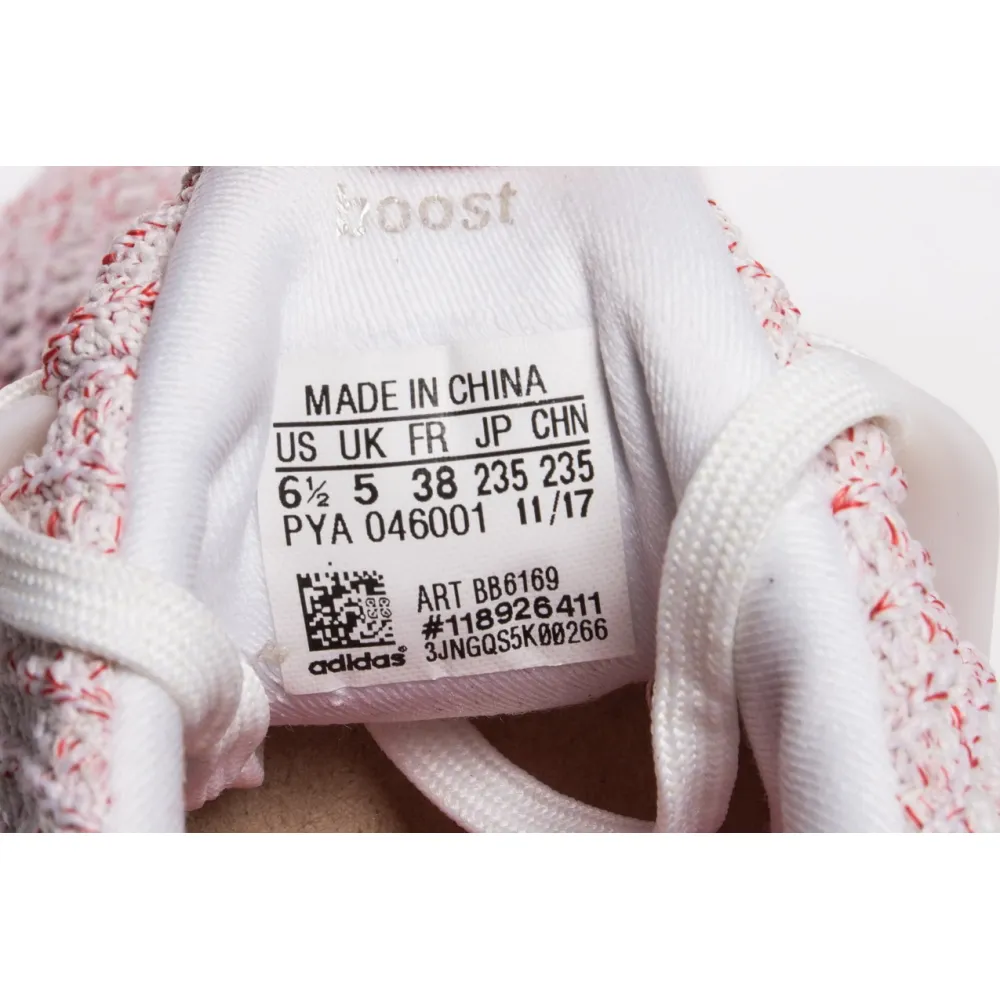 boost
MADE IN CHINA
US UK FR JP CHN
6½ 5 38 235 235
PYA 046001 11/17
ART BB6169
#118926411
3JNGQS5K00266
adidas®